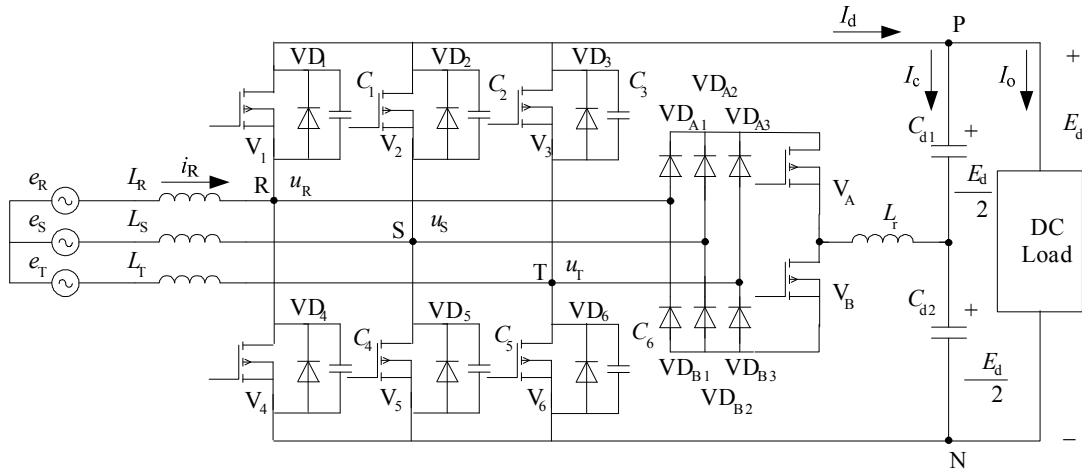 I_d P
VD_1 VD_2 VD_3 I_c I_o +
C_1 C_2 C_3 VD_A2
VD_A1 VD_A3 C_d1 + E_d
V_1 V_2 V_3
e_R L_R i_R R u_R V_A E_d/2
e_S L_S S u_S L_r DC Load
e_T L_T T u_T
V_B
VD_4 VD_5 VD_6 C_d2 +
C_4 C_5 C_6
VD_B1 VD_B3 E_d/2
V_4 V_5 V_6 VD_B2
N −